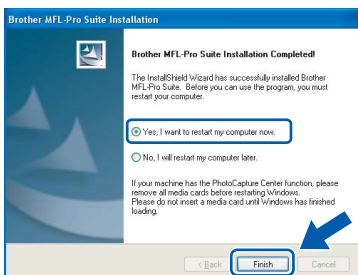 Brother MFL-Pro Suite Installation
Brother MFL-Pro Suite Installation Completed!
The InstallShield Wizard has successfully installed Brother
MFL-Pro Suite. Before you can use the program, you must
restart your computer.
Yes, I want to restart my computer now.
No, I will restart my computer later.
If your machine has the PhotoCapture Center function, please
remove all media cards before restarting Windows.
Please do not insert a media card until Windows has finished
loading.
< Back Finish Cancel